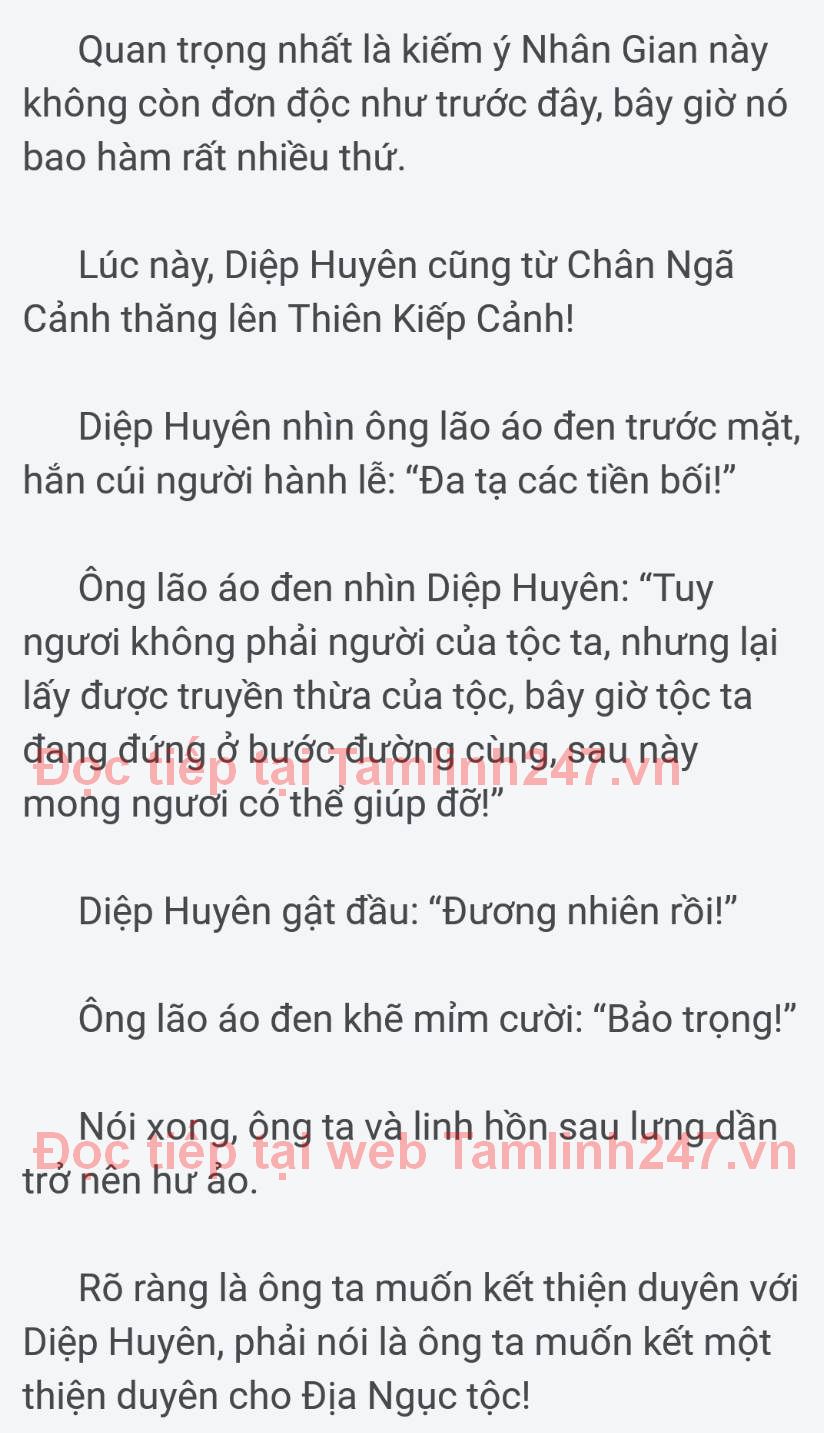 Quan trọng nhất là kiếm ý Nhân Gian này
không còn đơn độc như trước đây, bây giờ nó
bao hàm rất nhiều thứ.
Lúc này, Diệp Huyên cũng từ Chân Ngã
Cảnh thăng lên Thiên Kiếp Cảnh!
Diệp Huyên nhìn ông lão áo đen trước mặt,
hắn cúi người hành lễ: “Đa tạ các tiền bối!”
Ông lão áo đen nhìn Diệp Huyên: “Tuy
ngươi không phải người của tộc ta, nhưng lại
lấy được truyền thừa của tộc, bây giờ tộc ta
đang đứng ở bước đường cùng, sau này
Đọc tiếp tại Tamlinh247.vn
mong ngươi có thể giúp đỡ!”
Diệp Huyên gật đầu: “Đương nhiên rồi!”
Ông lão áo đen khẽ mỉm cười: “Bảo trọng!”
Nói xong, ông ta và linh hồn sau lưng dần
Đọc tiếp tại web Tamlinh247.vn
trở nên hư ảo.
Rõ ràng là ông ta muốn kết thiện duyên với
Diệp Huyên, phải nói là ông ta muốn kết một
thiện duyên cho Địa Ngục tộc!